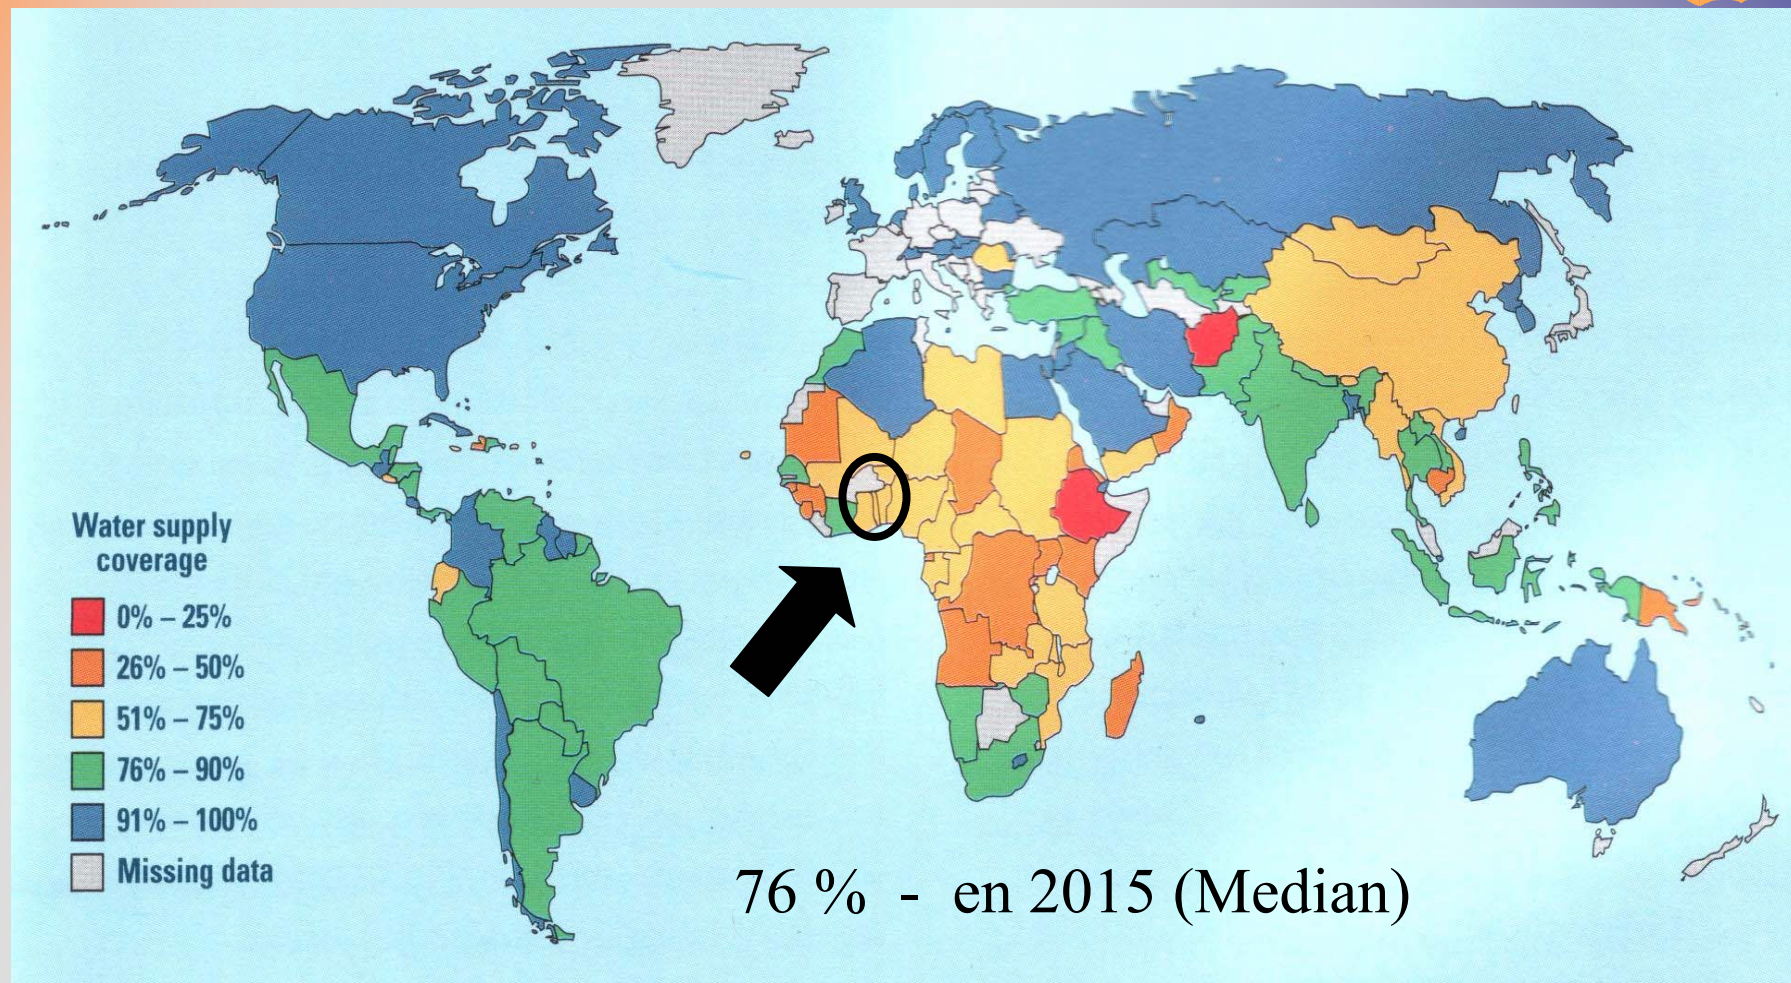 Water supply
coverage
0% – 25%
26% – 50%
51% – 75%
76% – 90%
91% – 100%
Missing data
76 % - en 2015 (Median)